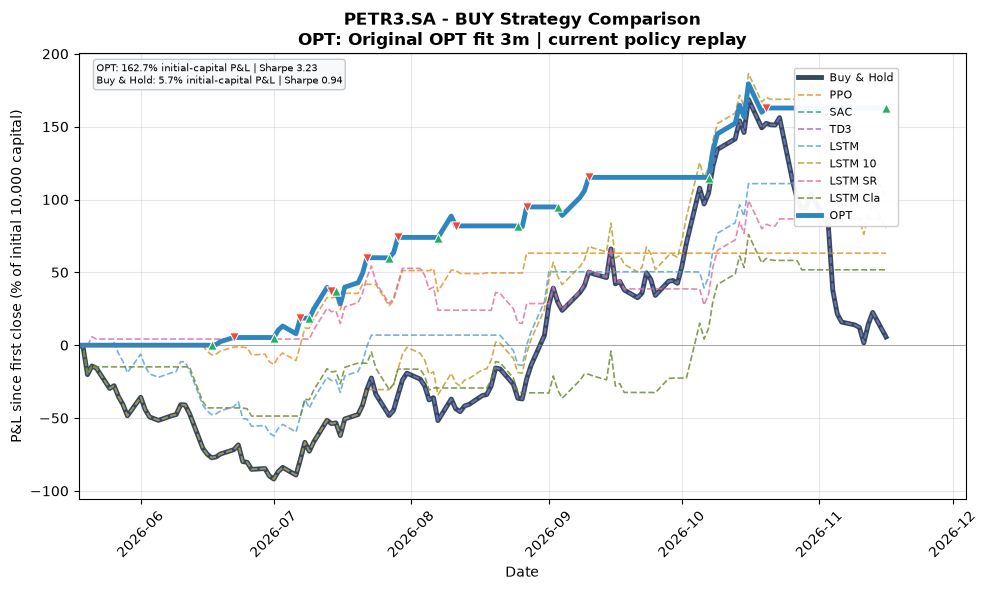 PETR3.SA - BUY Strategy Comparison
OPT: Original OPT fit 3m | current policy replay
OPT: 162.7% initial-capital P&L | Sharpe 3.23
Buy & Hold: 5.7% initial-capital P&L | Sharpe 0.94
Buy & Hold
PPO
SAC
TD3
LSTM
LSTM 10
LSTM SR
LSTM Cla
OPT
P&L since first close (% of initial 10,000 capital)
200
150
100
50
0
−50
−100
2026-06
2026-07
2026-08
2026-09
2026-10
2026-11
2026-12
Date